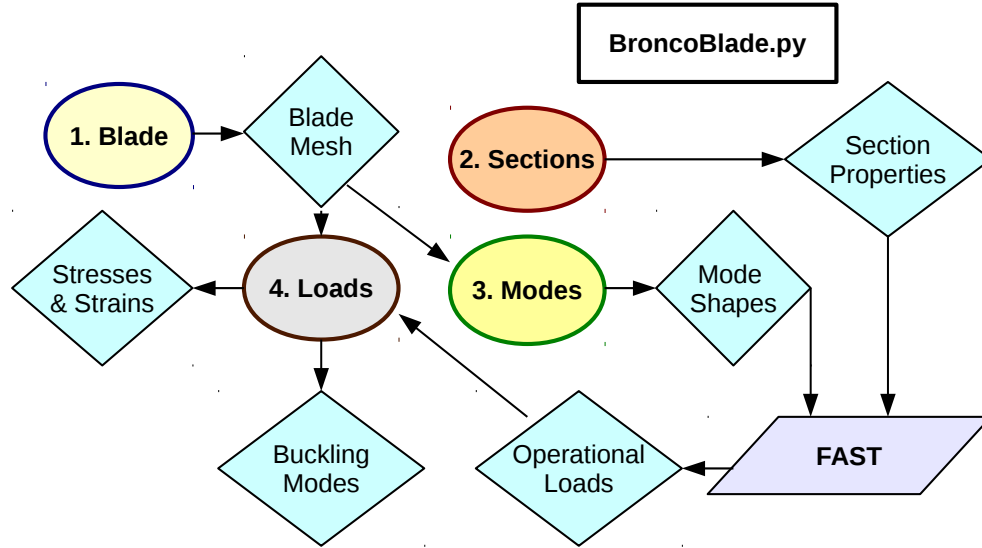 BroncoBlade.py
1. Blade
Blade
Mesh
2. Sections
Section
Properties
Stresses
& Strains
4. Loads
3. Modes
Mode
Shapes
Buckling
Modes
Operational
Loads
FAST